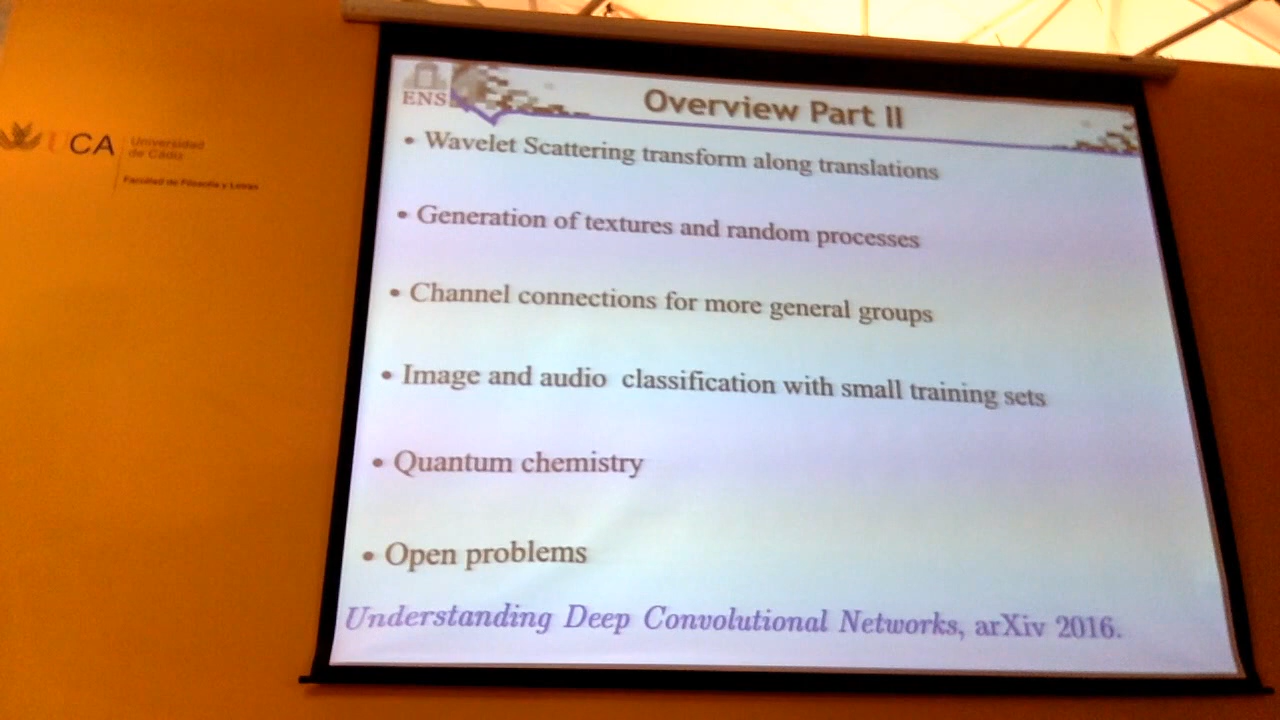 UCA
Universidad
de Cádiz
Facultad de Filosofía y Letras
ENS
Overview Part II
• Wavelet Scattering transform along translations
• Generation of textures and random processes
• Channel connections for more general groups
• Image and audio classification with small training sets
• Quantum chemistry
• Open problems
Understanding Deep Convolutional Networks, arXiv 2016.